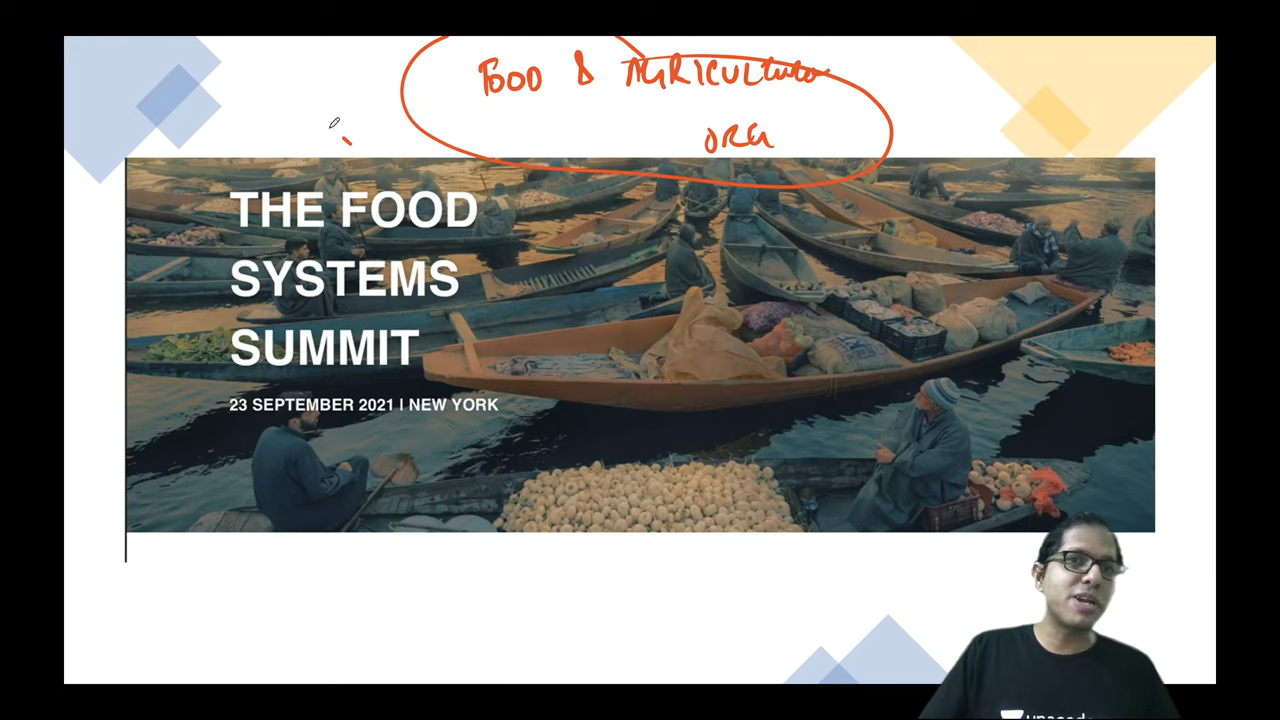 FOOD & AGRICULTURE
ORG
THE FOOD
SYSTEMS
SUMMIT
23 SEPTEMBER 2021 | NEW YORK